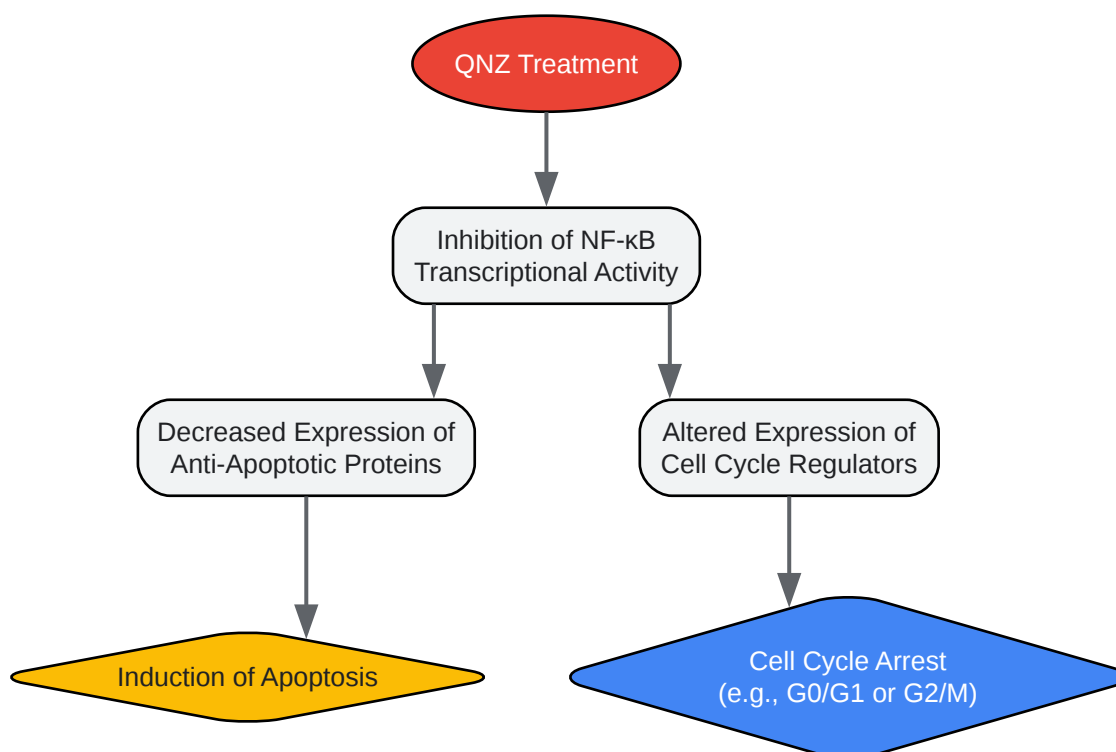 QNZ Treatment
Inhibition of NF-κB
Transcriptional Activity
Decreased Expression of
Anti-Apoptotic Proteins
Altered Expression of
Cell Cycle Regulators
Induction of Apoptosis
Cell Cycle Arrest
(e.g., G0/G1 or G2/M)